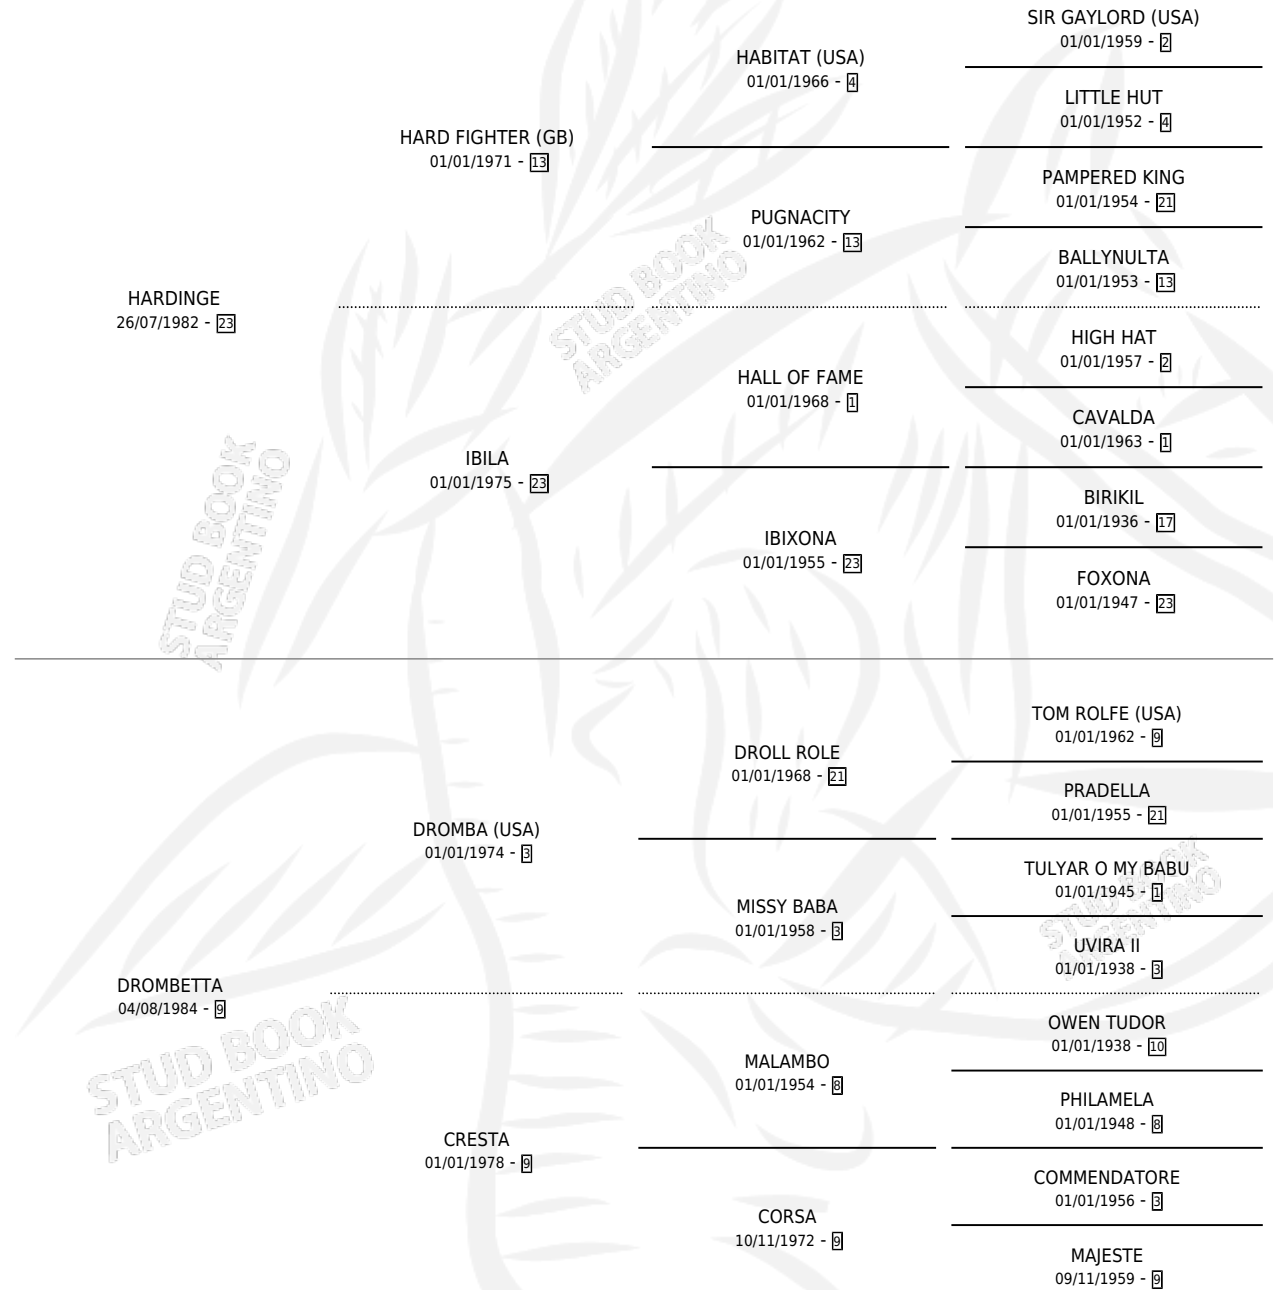 SIR GAYLORD (USA)
01/01/1959 - 2
HABITAT (USA)
01/01/1966 - 4
LITTLE HUT
01/01/1952 - 4
HARD FIGHTER (GB)
01/01/1971 - 13
PAMPERED KING
01/01/1954 - 21
PUGNACITY
01/01/1962 - 13
BALLYNULTA
01/01/1953 - 13
HARDINGE
26/07/1982 - 23
STUD BOOK
ARGENTINO
HIGH HAT
01/01/1957 - 2
HALL OF FAME
01/01/1968 - 1
CAVALDA
01/01/1963 - 1
IBILA
01/01/1975 - 23
BIRIKIL
01/01/1936 - 17
IBIXONA
01/01/1955 - 23
FOXONA
01/01/1947 - 23
STUD BOOK
ARGENTINO
TOM ROLFE (USA)
01/01/1962 - 9
DROLL ROLE
01/01/1968 - 21
PRADELLA
01/01/1955 - 21
DROMBA (USA)
01/01/1974 - 3
TULYAR O MY BABU
01/01/1945 - 1
MISSY BABA
01/01/1958 - 3
STUD BOOK
ARGENTINO
UVIRA II
01/01/1938 - 3
DROMBETTA
04/08/1984 - 9
OWEN TUDOR
01/01/1938 - 10
MALAMBO
01/01/1954 - 8
PHILAMELA
01/01/1948 - 8
STUD BOOK
ARGENTINO
CRESTA
01/01/1978 - 9
COMMENDATORE
01/01/1956 - 3
CORSA
10/11/1972 - 9
MAJESTE
09/11/1959 - 9